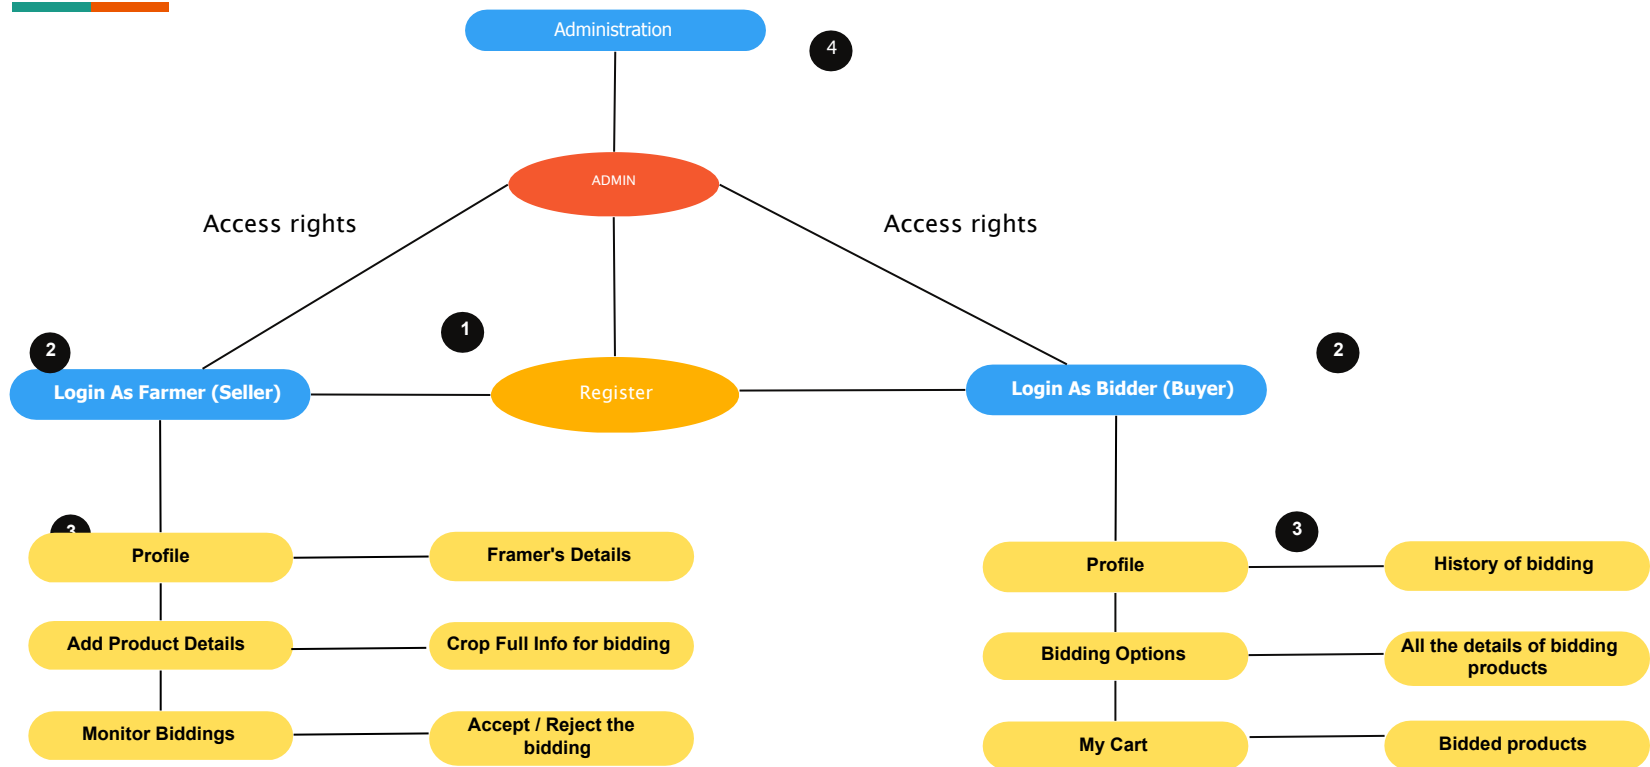 Administration
4
ADMIN
Access rights
Access rights
1
2
2
Login As Farmer (Seller)
Register
Login As Bidder (Buyer)
3
3
Profile
Framer's Details
Profile
History of bidding
Add Product Details
Crop Full Info for bidding
Bidding Options
All the details of bidding
products
Monitor Biddings
Accept / Reject the
bidding
My Cart
Bidded products